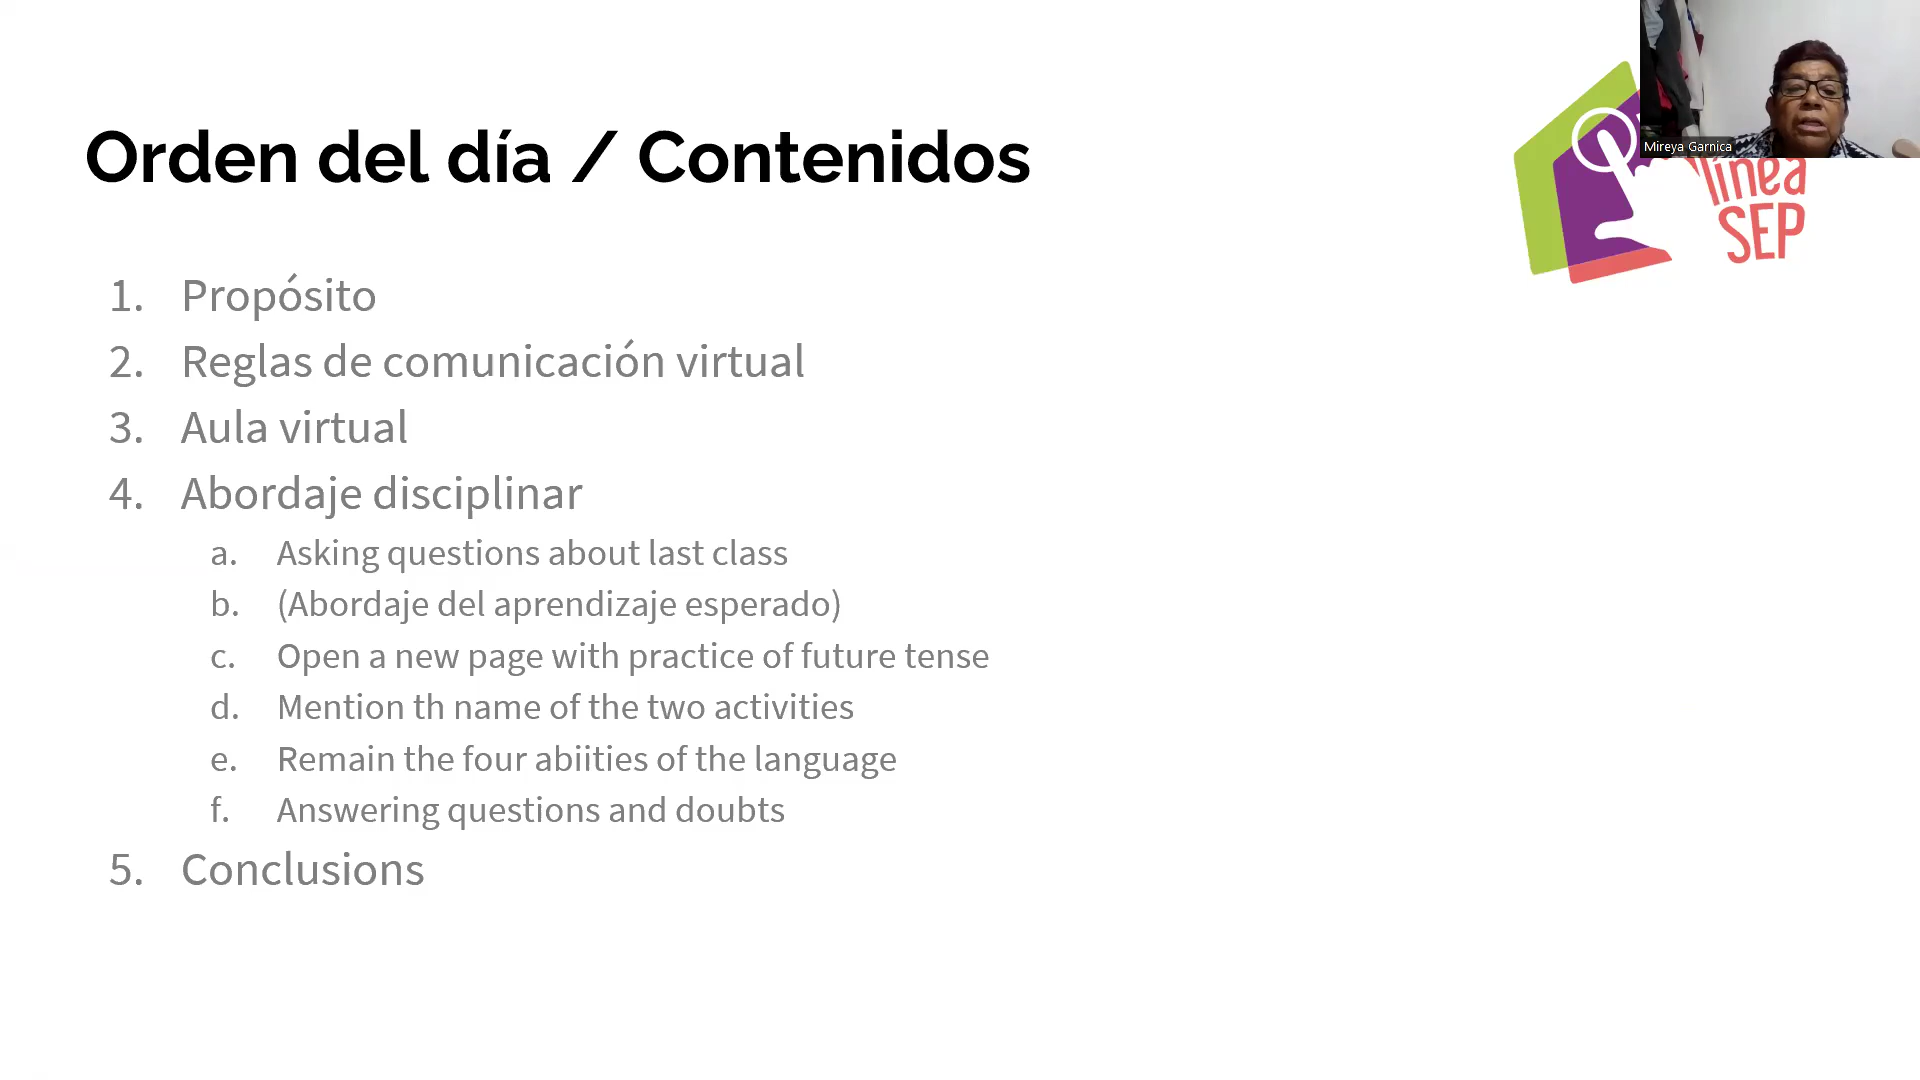 Orden del día / Contenidos
Mireya Garnica
línea
SEP
1. Propósito
2. Reglas de comunicación virtual
3. Aula virtual
4. Abordaje disciplinar
a. Asking questions about last class
b. (Abordaje del aprendizaje esperado)
c. Open a new page with practice of future tense
d. Mention th name of the two activities
e. Remain the four abiities of the language
f. Answering questions and doubts
5. Conclusions